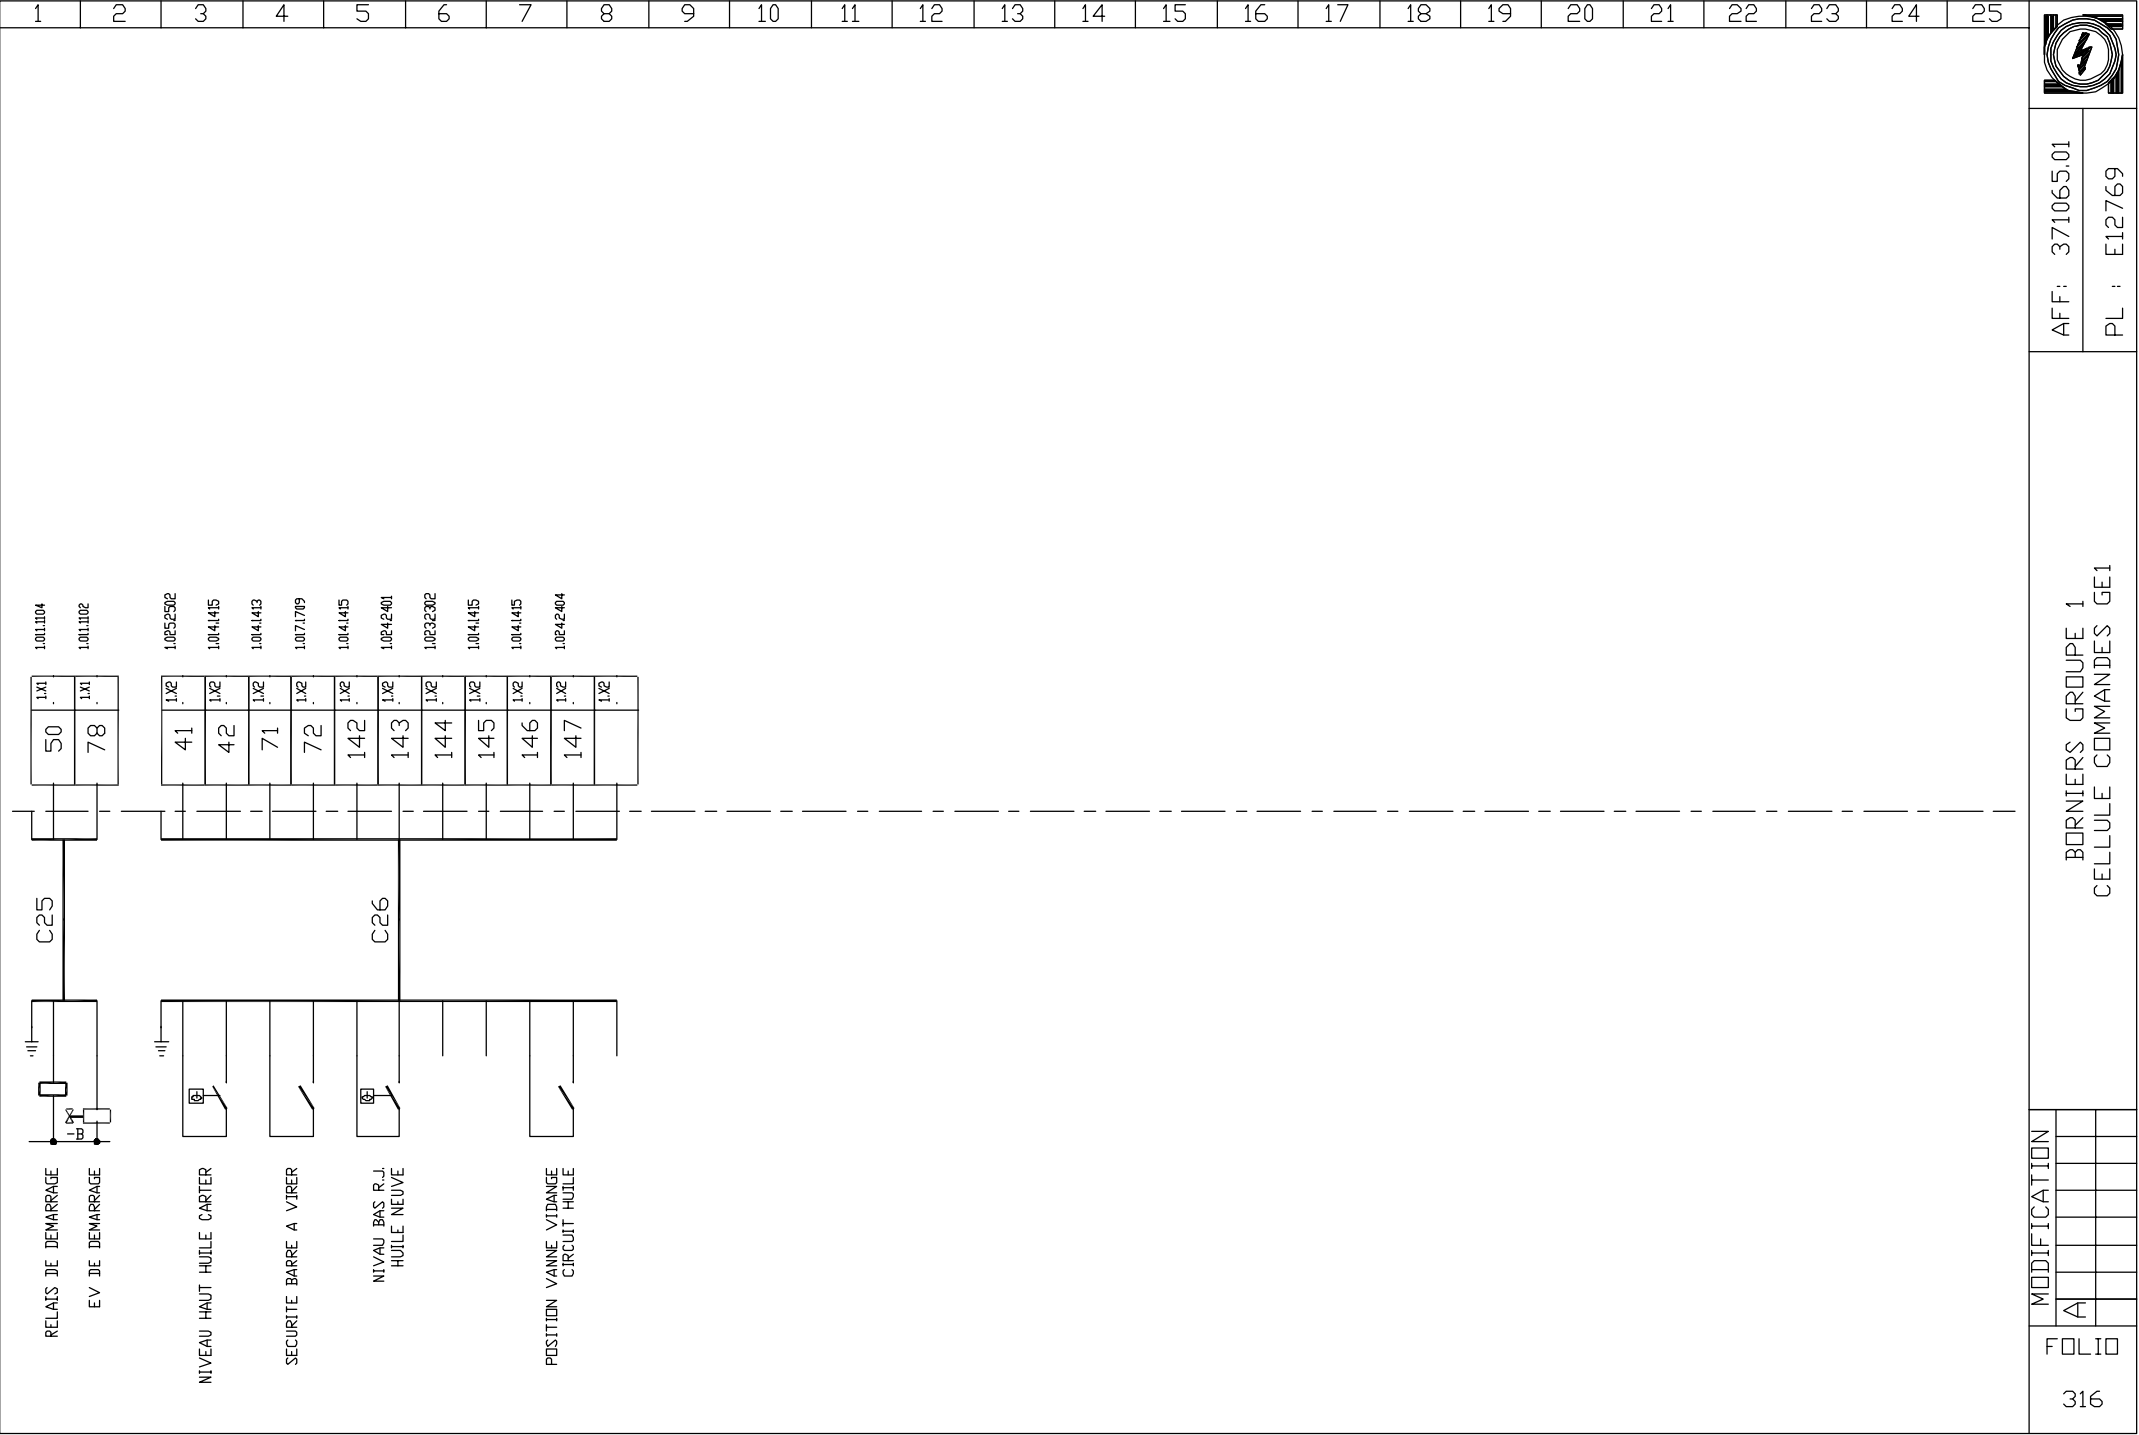 1 2 3 4 5 6 7 8 9 10 11 12 13 14 15 16 17 18 19 20 21 22 23 24 25
1.011.1104
1.011.1102
1.025.2502
1.014.1415
1.014.1413
1.017.1709
1.014.1415
1.024.2401
1.023.2302
1.014.1415
1.014.1415
1.024.2404
1.X1 1.X1 1.X2 1.X2 1.X2 1.X2 1.X2 1.X2 1.X2 1.X2 1.X2 1.X2 1.X2
50 78 41 42 71 72 142 143 144 145 146 147
C25
C26
-B
RELAIS DE DEMARRAGE
EV DE DEMARRAGE
NIVEAU HAUT HUILE CARTER
SECURITE BARRE A VIRER
NIVAU BAS R.J.
HUILE NEUVE
POSITION VANNE VIDANGE
CIRCUIT HUILE
AFF: 371065.01
PL : E12769
BORNIERS GROUPE 1
CELLULE COMMANDES GE1
MODIFICATION
A
FOLIO
316